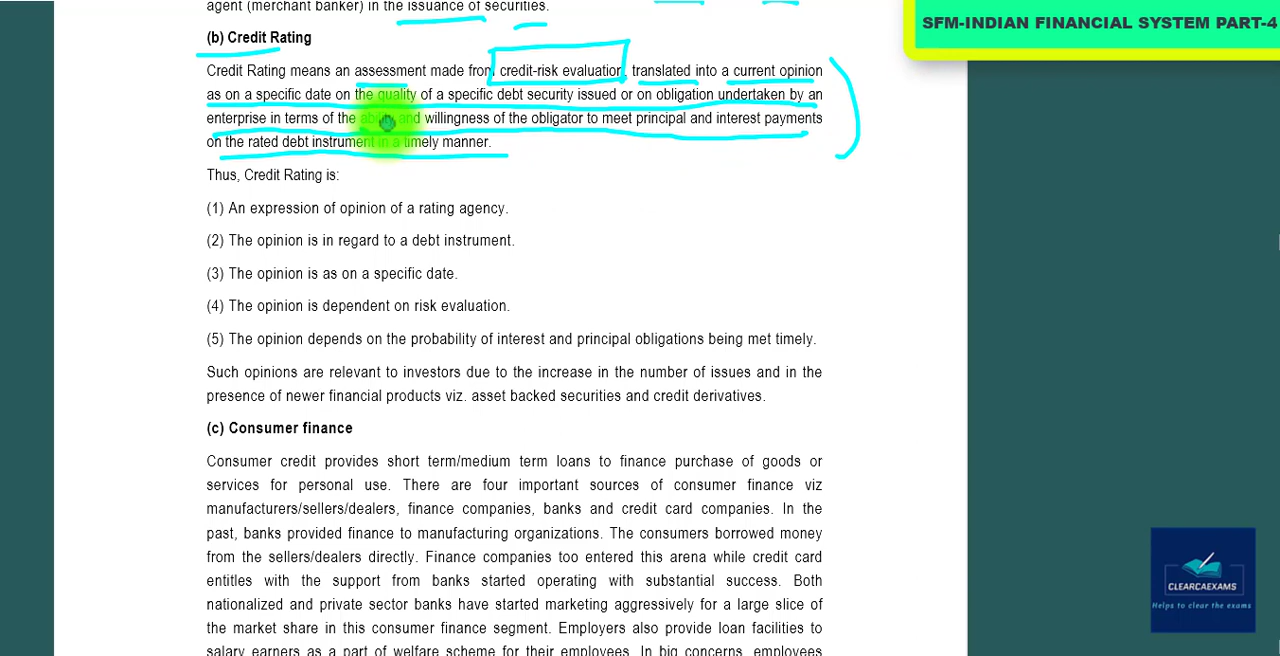 agent (merchant banker) in the issuance of securities.
SFM-INDIAN FINANCIAL SYSTEM PART-4
(b) Credit Rating
Credit Rating means an assessment made from credit-risk evaluation, translated into a current opinion
as on a specific date on the quality of a specific debt security issued or on obligation undertaken by an
enterprise in terms of the ability and willingness of the obligator to meet principal and interest payments
on the rated debt instrument in a timely manner.
Thus, Credit Rating is:
(1) An expression of opinion of a rating agency.
(2) The opinion is in regard to a debt instrument.
(3) The opinion is as on a specific date.
(4) The opinion is dependent on risk evaluation.
(5) The opinion depends on the probability of interest and principal obligations being met timely.
Such opinions are relevant to investors due to the increase in the number of issues and in the
presence of newer financial products viz. asset backed securities and credit derivatives.
(c) Consumer finance
Consumer credit provides short term/medium term loans to finance purchase of goods or
services for personal use. There are four important sources of consumer finance viz
manufacturers/sellers/dealers, finance companies, banks and credit card companies. In the
past, banks provided finance to manufacturing organizations. The consumers borrowed money
from the sellers/dealers directly. Finance companies too entered this arena while credit card
entitles with the support from banks started operating with substantial success. Both
nationalized and private sector banks have started marketing aggressively for a large slice of
the market share in this consumer finance segment. Employers also provide loan facilities to
salary earners as a part of welfare scheme for their employees. In big concerns, employees
CLEARCAEXAMS
Helps to clear the exams